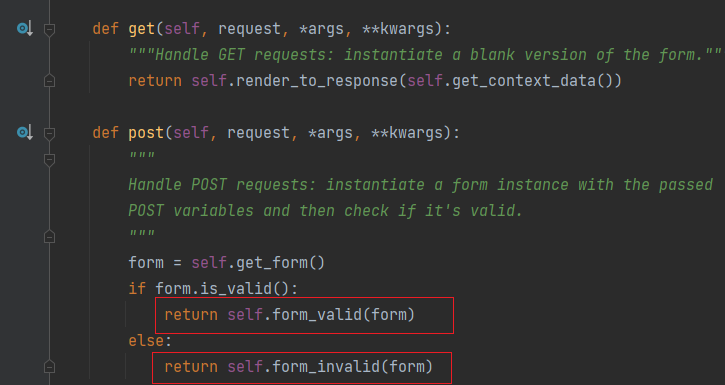 def get(self, request, *args, **kwargs):
"""Handle GET requests: instantiate a blank version of the form.""
return self.render_to_response(self.get_context_data())
def post(self, request, *args, **kwargs):
"""
Handle POST requests: instantiate a form instance with the passed
POST variables and then check if it's valid.
"""
form = self.get_form()
if form.is_valid():
return self.form_valid(form)
else:
return self.form_invalid(form)